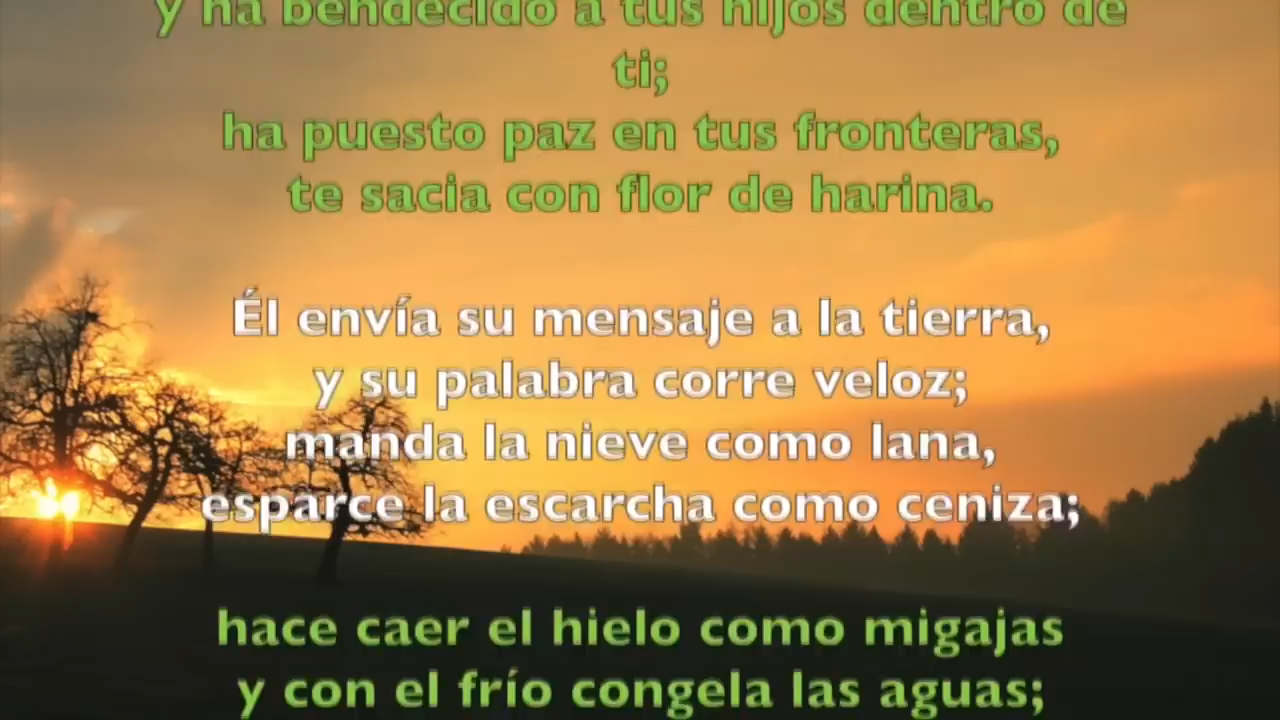 y ha bendecido a tus hijos dentro de
ti;
ha puesto paz en tus fronteras,
te sacia con flor de harina.
Él envía su mensaje a la tierra,
y su palabra corre veloz;
manda la nieve como lana,
esparce la escarcha como ceniza;
hace caer el hielo como migajas
y con el frío congela las aguas;